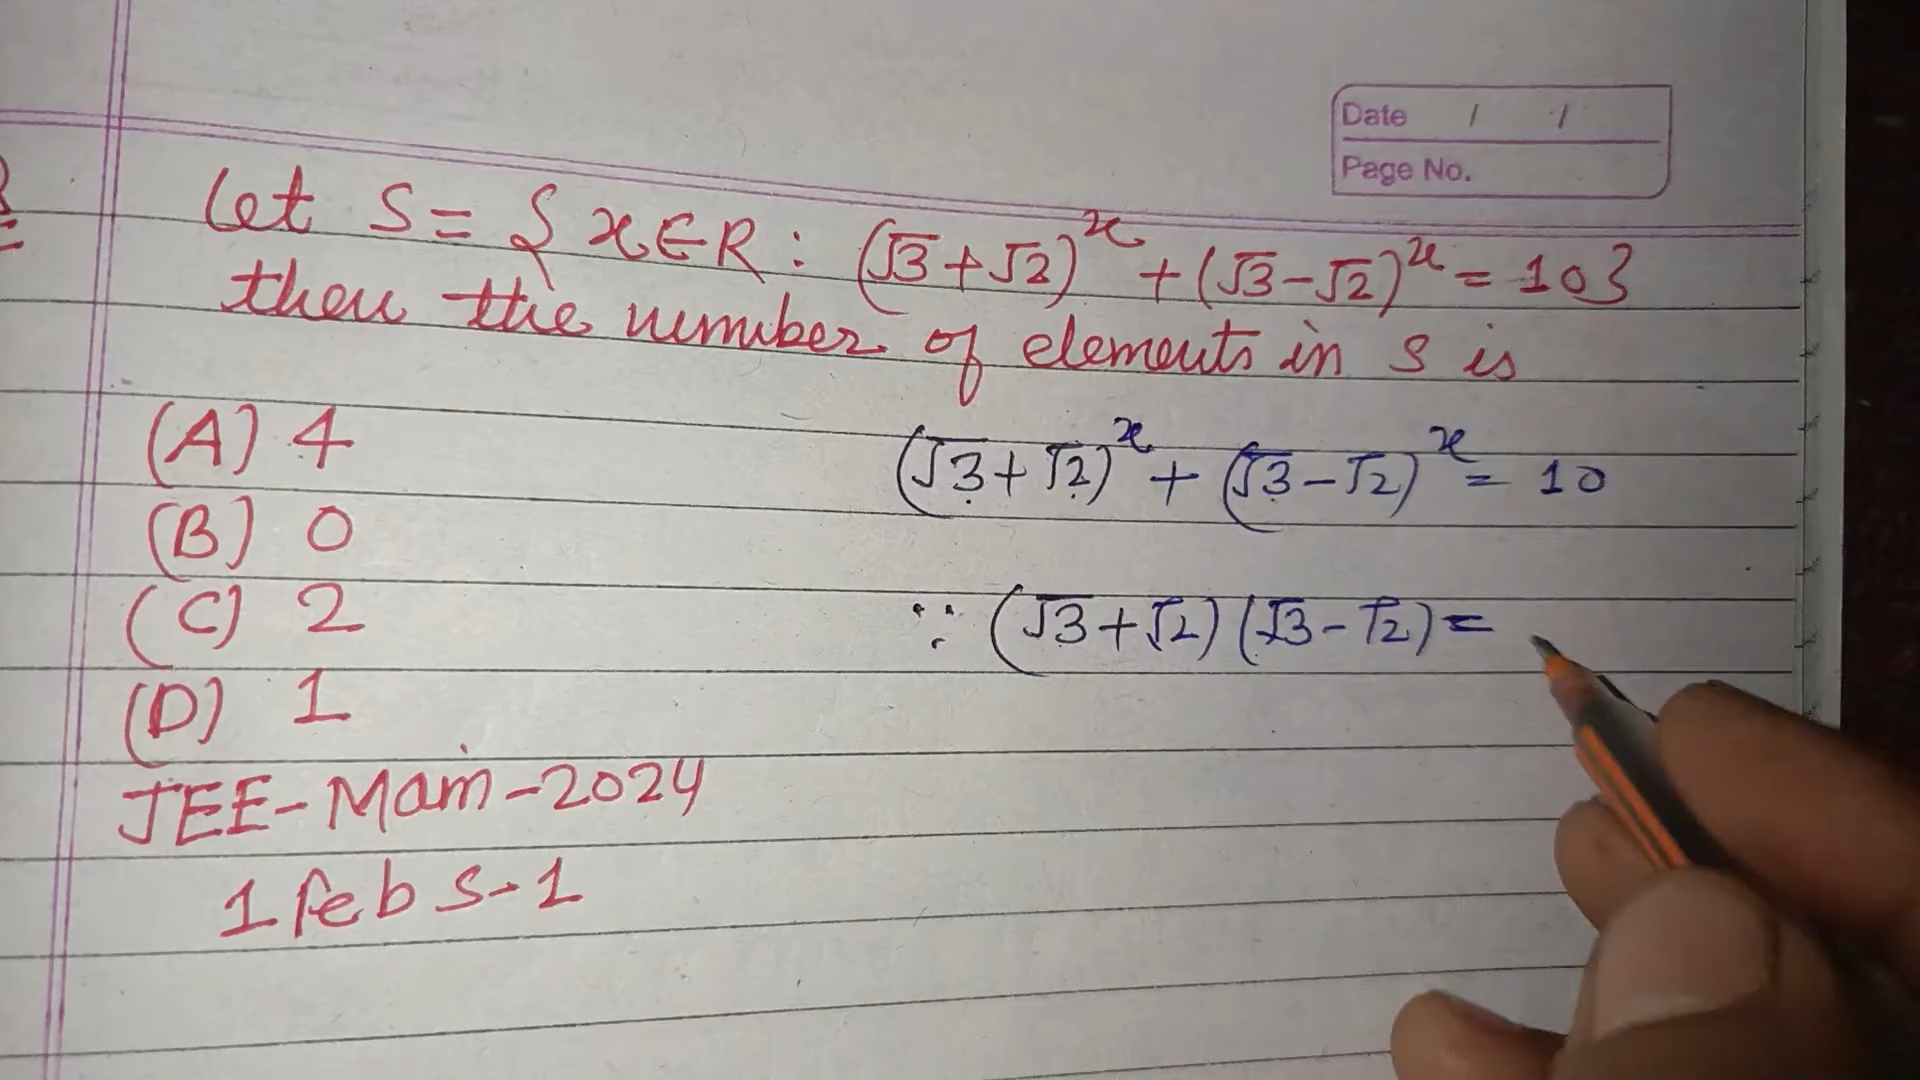 Date / /
Page No.
Let S = { x∈R : (√3+√2)^x + (√3-√2)^x = 10}
then the number of elements in S is
(A) 4
(B) 0
(C) 2
(D) 1
JEE-Main-2024
1 feb S-1
(√3+√2)^x + (√3-√2)^x = 10
∵ (√3+√2)(√3-√2) =